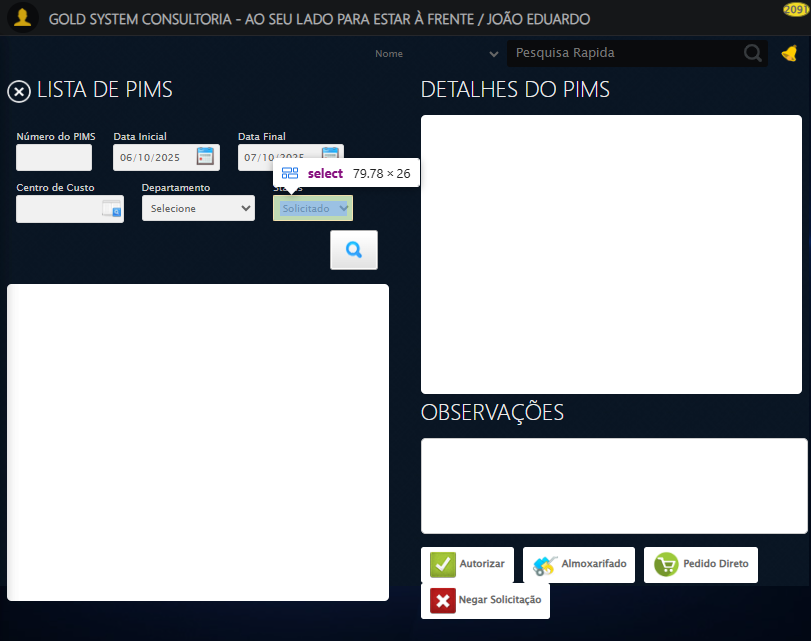 GOLD SYSTEM CONSULTORIA - AO SEU LADO PARA ESTAR À FRENTE / JOÃO EDUARDO
2091
Nome
Pesquisa Rapida
LISTA DE PIMS
DETALHES DO PIMS
Número do PIMS
Data Inicial
Data Final
06/10/2025
07/10/2025
select 79.78 × 26
Centro de Custo
Departamento
Status
Selecione
Solicitado
OBSERVAÇÕES
Autorizar
Almoxarifado
Pedido Direto
Negar Solicitação